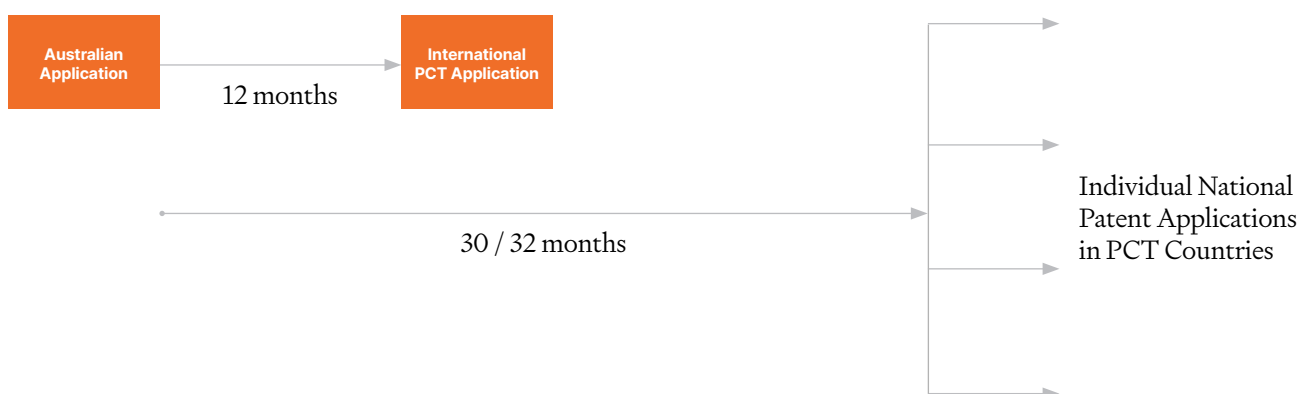 Australian
Application
International
PCT Application
12 months
30 / 32 months
Individual National
Patent Applications
in PCT Countries